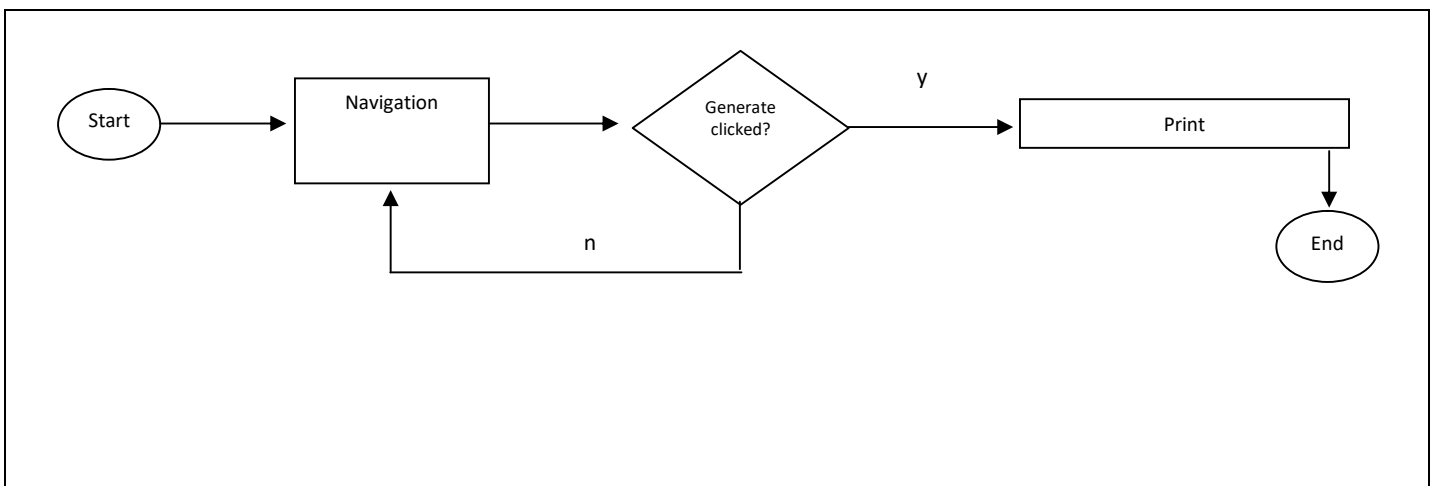 Start
Navigation
Generate
clicked?
y
Print
n
End